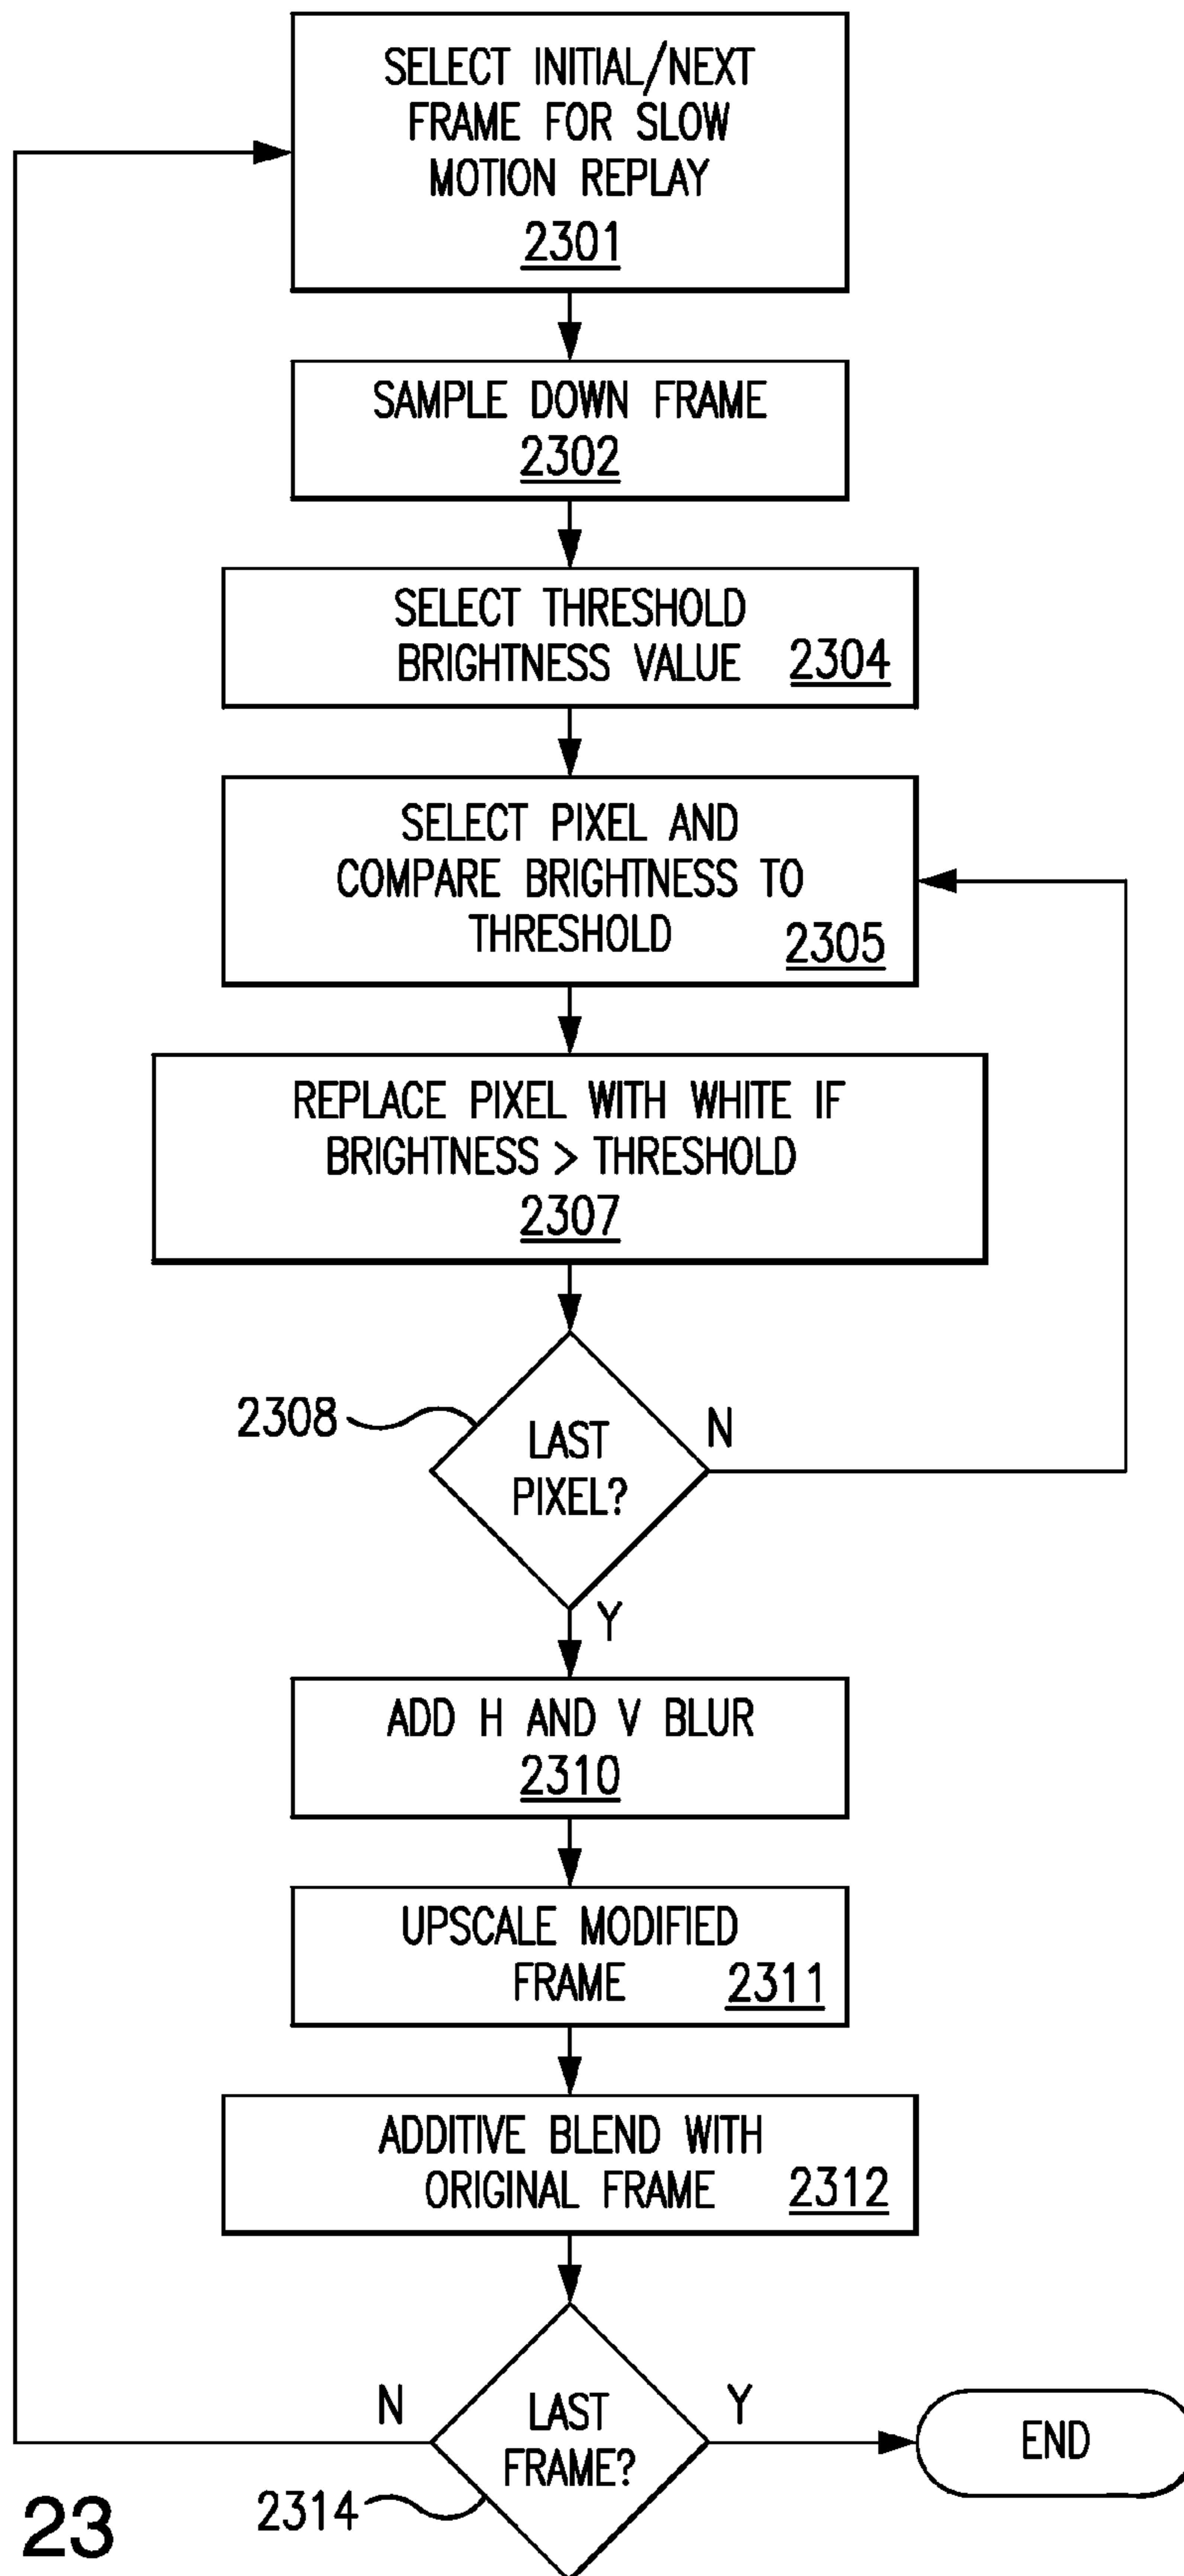 SELECT INITIAL/NEXT
FRAME FOR SLOW
MOTION REPLAY
2301
SAMPLE DOWN FRAME
2302
SELECT THRESHOLD
BRIGHTNESS VALUE 2304
SELECT PIXEL AND
COMPARE BRIGHTNESS TO
THRESHOLD 2305
REPLACE PIXEL WITH WHITE IF
BRIGHTNESS > THRESHOLD
2307
2308
LAST
PIXEL?
N
Y
ADD H AND V BLUR
2310
UPSCALE MODIFIED
FRAME 2311
ADDITIVE BLEND WITH
ORIGINAL FRAME 2312
N
LAST
FRAME?
Y
END
2314
23